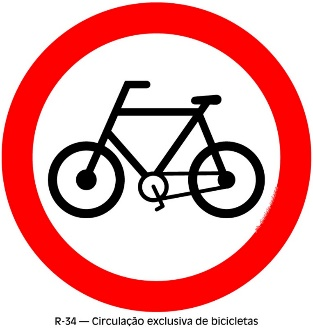 R-34 — Circulação exclusiva de bicicletas